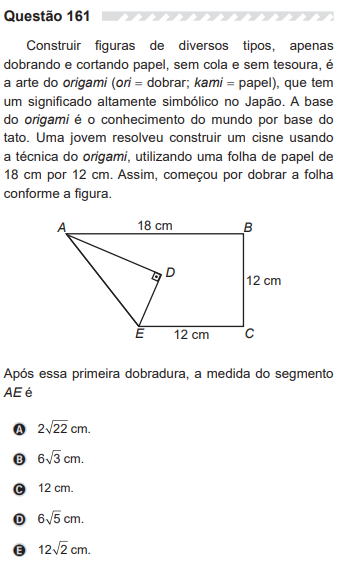 Questão 161
Construir figuras de diversos tipos, apenas
dobrando e cortando papel, sem cola e sem tesoura, é
a arte do origami (ori = dobrar; kami = papel), que tem
um significado altamente simbólico no Japão. A base
do origami é o conhecimento do mundo por base do
tato. Uma jovem resolveu construir um cisne usando
a técnica do origami, utilizando uma folha de papel de
18 cm por 12 cm. Assim, começou por dobrar a folha
conforme a figura.
A 18 cm B
D
12 cm
E 12 cm C
Após essa primeira dobradura, a medida do segmento
AE é
A 2√22 cm.
B 6√3 cm.
C 12 cm.
D 6√5 cm.
E 12√2 cm.